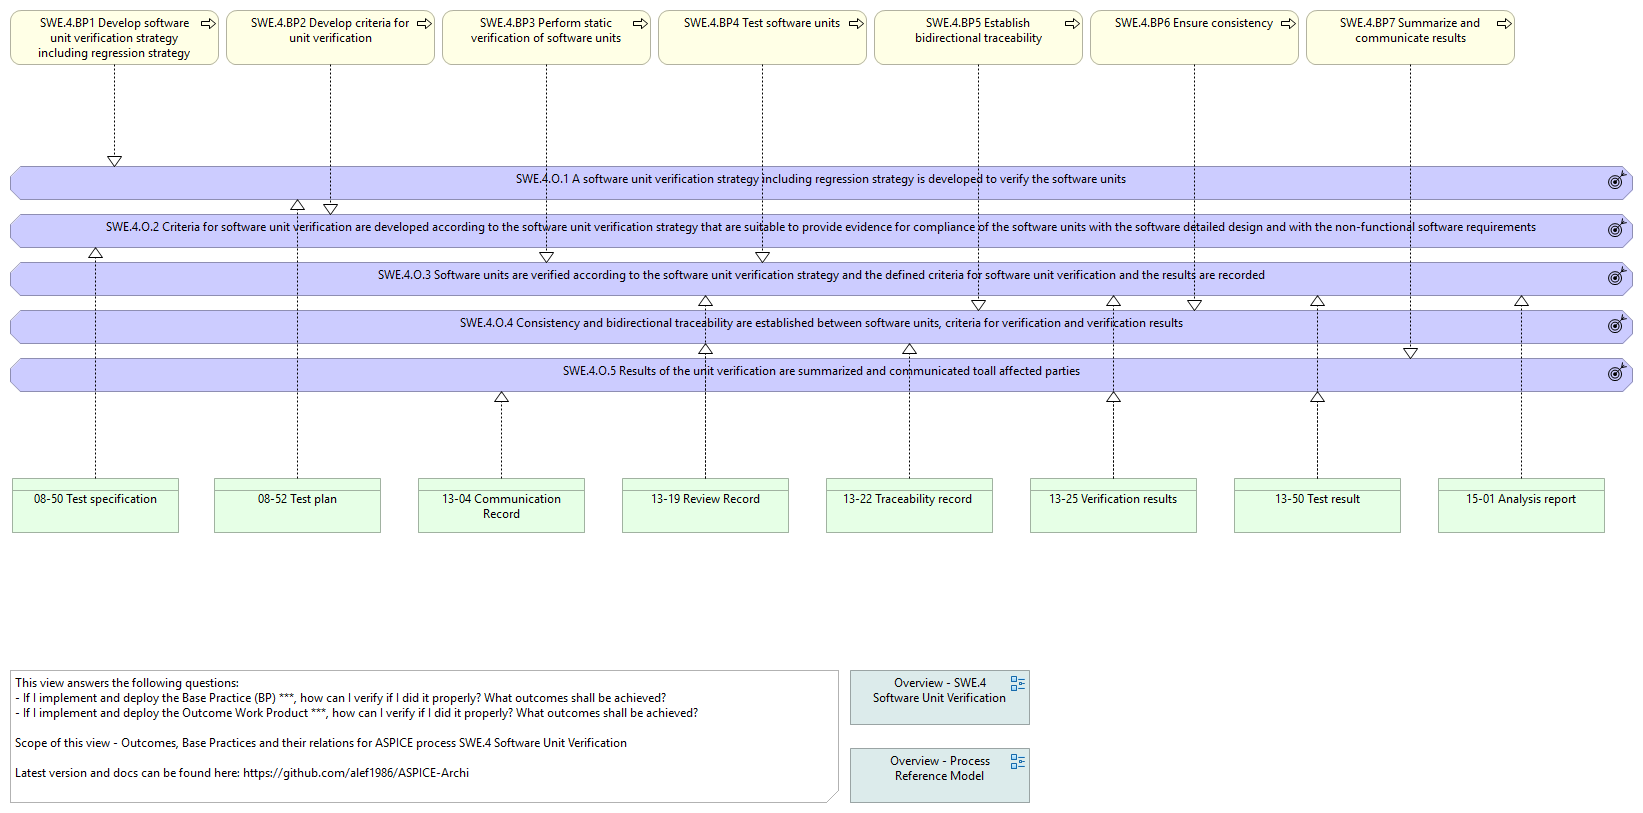 SWE.4.BP1 Develop software
unit verification strategy
including regression strategy
SWE.4.BP2 Develop criteria for
unit verification
SWE.4.BP3 Perform static
verification of software units
SWE.4.BP4 Test software units
SWE.4.BP5 Establish
bidirectional traceability
SWE.4.BP6 Ensure consistency
SWE.4.BP7 Summarize and
communicate results
SWE.4.O.1 A software unit verification strategy including regression strategy is developed to verify the software units
SWE.4.O.2 Criteria for software unit verification are developed according to the software unit verification strategy that are suitable to provide evidence for compliance of the software units with the software detailed design and with the non-functional software requirements
SWE.4.O.3 Software units are verified according to the software unit verification strategy and the defined criteria for software unit verification and the results are recorded
SWE.4.O.4 Consistency and bidirectional traceability are established between software units, criteria for verification and verification results
SWE.4.O.5 Results of the unit verification are summarized and communicated toall affected parties
08-50 Test specification
08-52 Test plan
13-04 Communication
Record
13-19 Review Record
13-22 Traceability record
13-25 Verification results
13-50 Test result
15-01 Analysis report
This view answers the following questions:
- If I implement and deploy the Base Practice (BP) ***, how can I verify if I did it properly? What outcomes shall be achieved?
- If I implement and deploy the Outcome Work Product ***, how can I verify if I did it properly? What outcomes shall be achieved?
Scope of this view - Outcomes, Base Practices and their relations for ASPICE process SWE.4 Software Unit Verification
Latest version and docs can be found here: https://github.com/alef1986/ASPICE-Archi
Overview - SWE.4
Software Unit Verification
Overview - Process
Reference Model